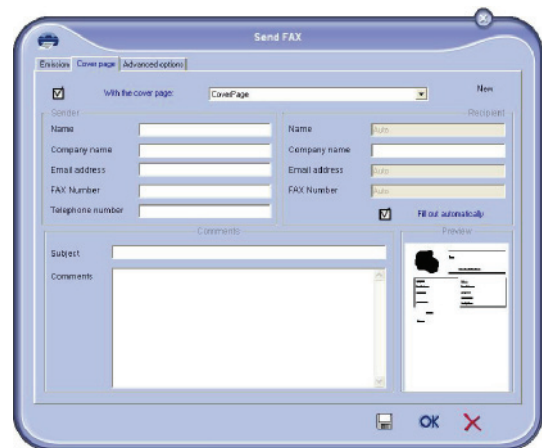 Send FAX
Emission Cover page Advanced options
With the cover page: CoverPage New
Sender
Name
Company name
Email address
FAX Number
Telephone number
Recipient
Name Auto
Company name
Email address Auto
FAX Number Auto
Fill out automatically
Comments
Subject
Comments
Preview
OK